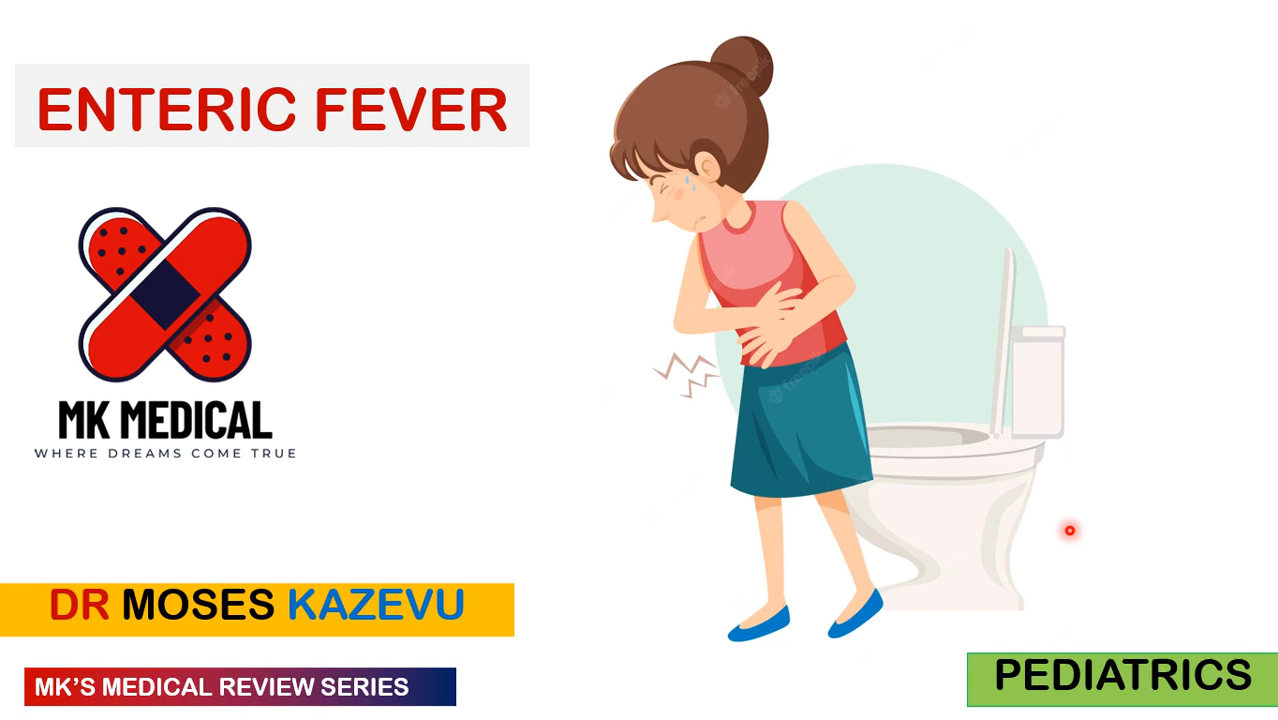 ENTERIC FEVER
MK MEDICAL
WHERE DREAMS COME TRUE
DR MOSES KAZEVU
MK'S MEDICAL REVIEW SERIES
PEDIATRICS